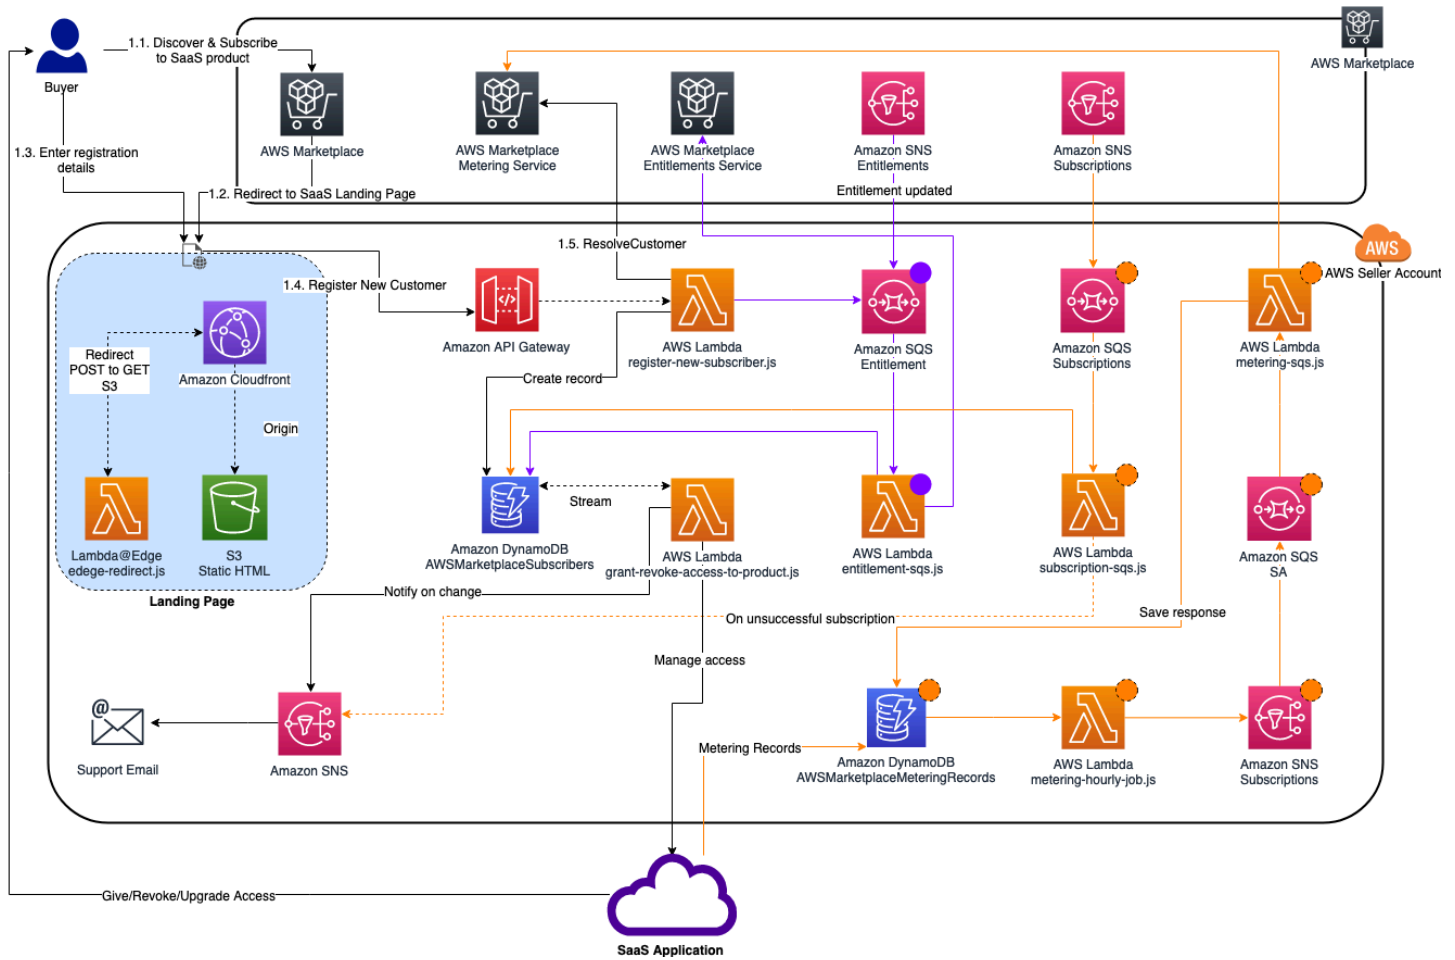 1.1. Discover & Subscribe
to SaaS product
Buyer
AWS Marketplace
AWS Marketplace
AWS Marketplace
Metering Service
AWS Marketplace
Entitlements Service
Amazon SNS
Entitlements
Amazon SNS
Subscriptions
1.3. Enter registration
details
1.2. Redirect to SaaS Landing Page
Entitlement updated
1.5. ResolveCustomer
AWS
AWS Seller Account
1.4. Register New Customer
Amazon API Gateway
AWS Lambda
register-new-subscriber.js
Amazon SQS
Entitlement
Amazon SQS
Subscriptions
AWS Lambda
metering-sqs.js
Redirect
POST to GET
S3
Amazon Cloudfront
Create record
Origin
Stream
Lambda@Edge
edege-redirect.js
S3
Static HTML
Landing Page
Amazon DynamoDB
AWSMarketplaceSubscribers
AWS Lambda
grant-revoke-access-to-product.js
AWS Lambda
entitlement-sqs.js
AWS Lambda
subscription-sqs.js
Amazon SQS
SA
Notify on change
On unsuccessful subscription
Save response
Manage access
@
Support Email
Amazon SNS
Metering Records
Amazon DynamoDB
AWSMarketplaceMeteringRecords
AWS Lambda
metering-hourly-job.js
Amazon SNS
Subscriptions
Give/Revoke/Upgrade Access
SaaS Application